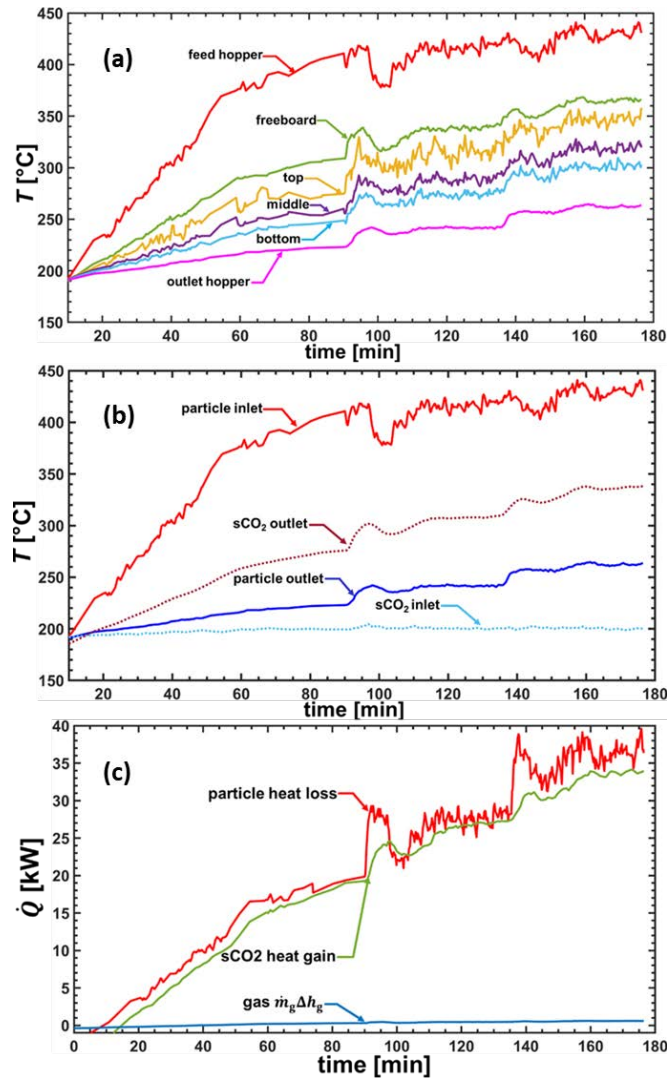 (a)
450
400
350
300
250
200
150
T [°C]
feed hopper
freeboard
top
middle
bottom
outlet hopper
10 20 40 60 80 100 120 140 160 180
time [min]
(b)
450
400
350
300
250
200
150
T [°C]
particle inlet
sCO₂ outlet
particle outlet
sCO₂ inlet
10 20 40 60 80 100 120 140 160 180
time [min]
(c)
40
35
30
25
20
15
10
5
0
Q̇ [kW]
particle heat loss
sCO2 heat gain
gas ṁgΔhg
0 20 40 60 80 100 120 140 160 180
time [min]